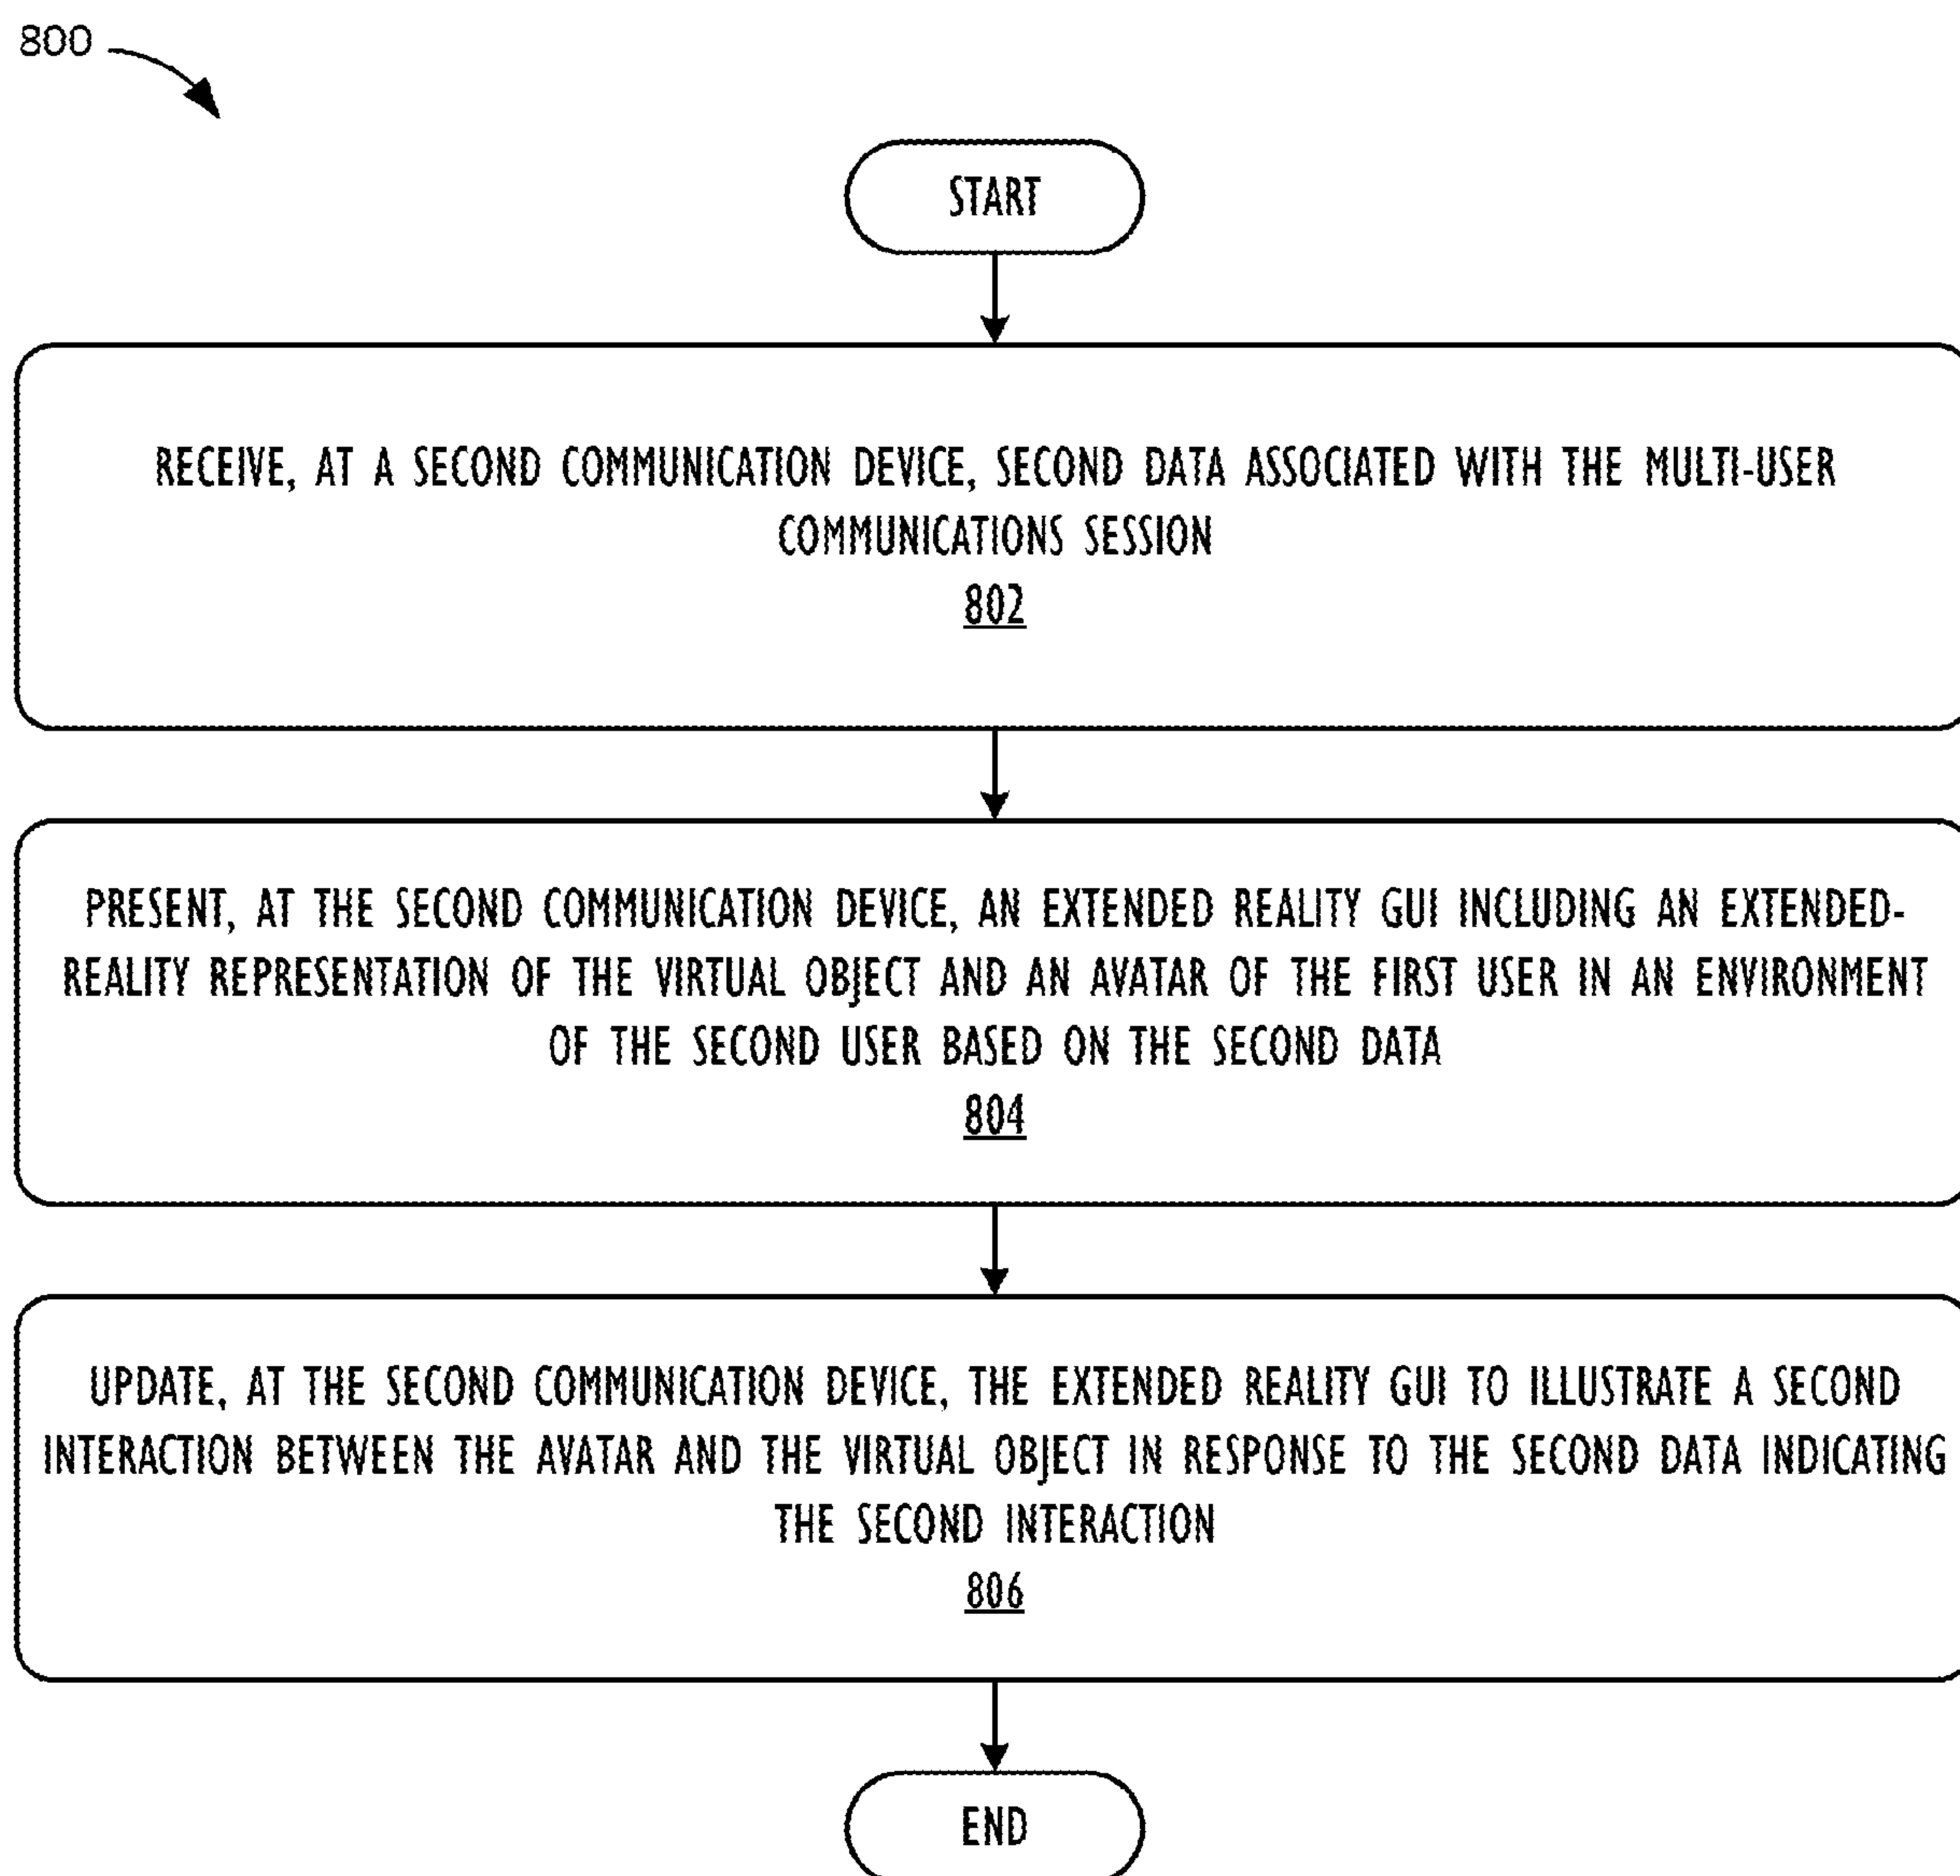 800
START
RECEIVE, AT A SECOND COMMUNICATION DEVICE, SECOND DATA ASSOCIATED WITH THE MULTI-USER
COMMUNICATIONS SESSION
802
PRESENT, AT THE SECOND COMMUNICATION DEVICE, AN EXTENDED REALITY GUI INCLUDING AN EXTENDED-
REALITY REPRESENTATION OF THE VIRTUAL OBJECT AND AN AVATAR OF THE FIRST USER IN AN ENVIRONMENT
OF THE SECOND USER BASED ON THE SECOND DATA
804
UPDATE, AT THE SECOND COMMUNICATION DEVICE, THE EXTENDED REALITY GUI TO ILLUSTRATE A SECOND
INTERACTION BETWEEN THE AVATAR AND THE VIRTUAL OBJECT IN RESPONSE TO THE SECOND DATA INDICATING
THE SECOND INTERACTION
806
END